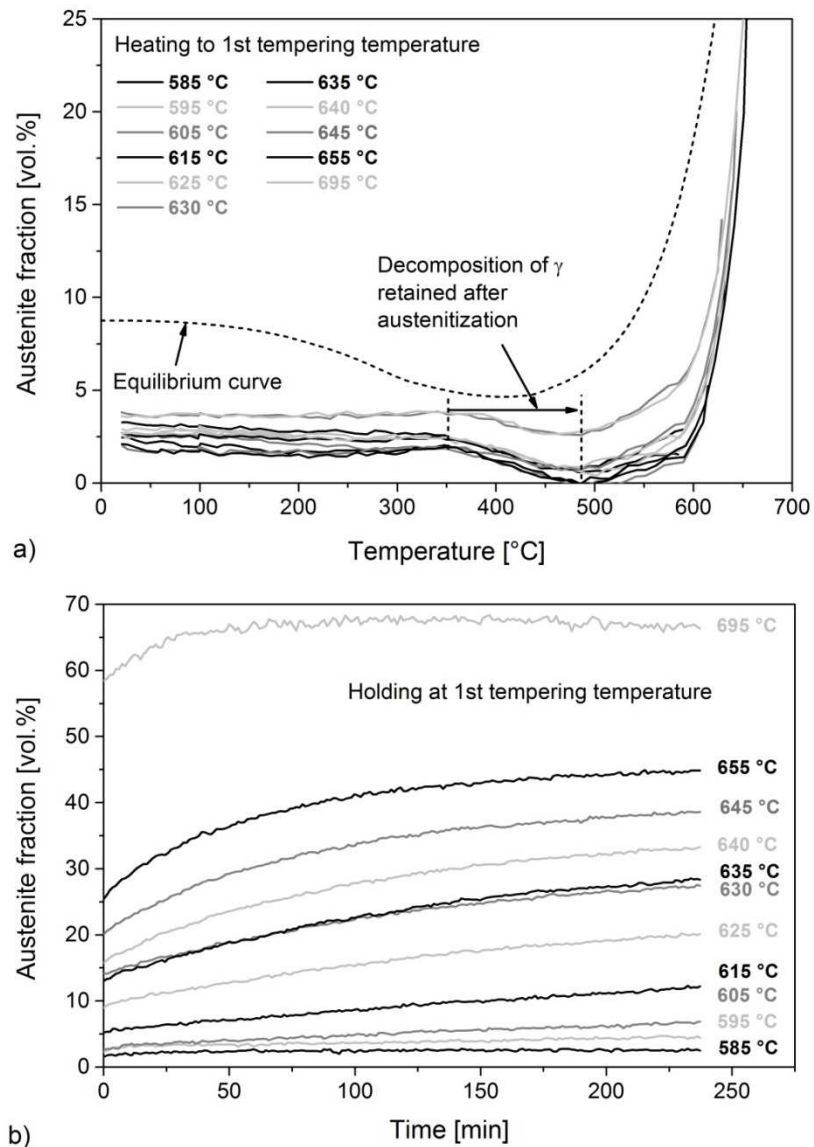 Heating to 1st tempering temperature
585 °C
635 °C
595 °C
640 °C
605 °C
645 °C
615 °C
655 °C
625 °C
695 °C
630 °C
Decomposition of γ
retained after
austenitization
Equilibrium curve
25
20
15
10
5
0
Austenite fraction [vol.%]
0 100 200 300 400 500 600 700
a)
Temperature [°C]
70
60
50
40
30
20
10
0
Austenite fraction [vol.%]
695 °C
Holding at 1st tempering temperature
655 °C
645 °C
640 °C
635 °C
630 °C
625 °C
615 °C
605 °C
595 °C
585 °C
0 50 100 150 200 250
b)
Time [min]